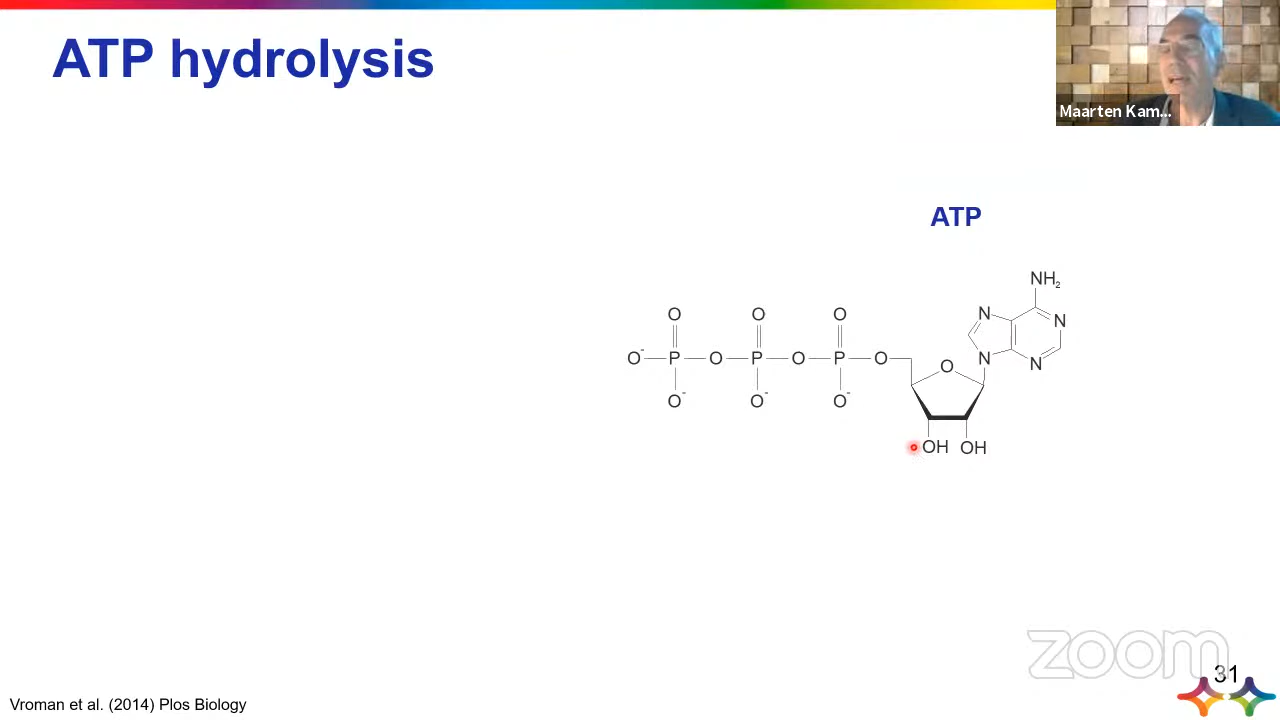 ATP hydrolysis
Maarten Kam...
ATP
NH2
O O O N N
O- P O P O P O O N N
O- O- O-
OH OH
zoom
31
Vroman et al. (2014) Plos Biology